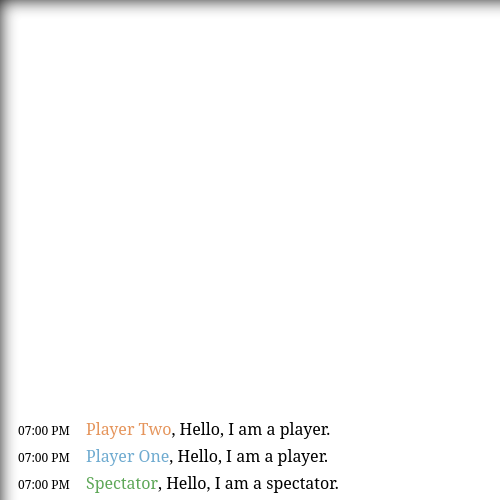 07:00 PM Player Two, Hello, I am a player.
07:00 PM Player One, Hello, I am a player.
07:00 PM Spectator, Hello, I am a spectator.